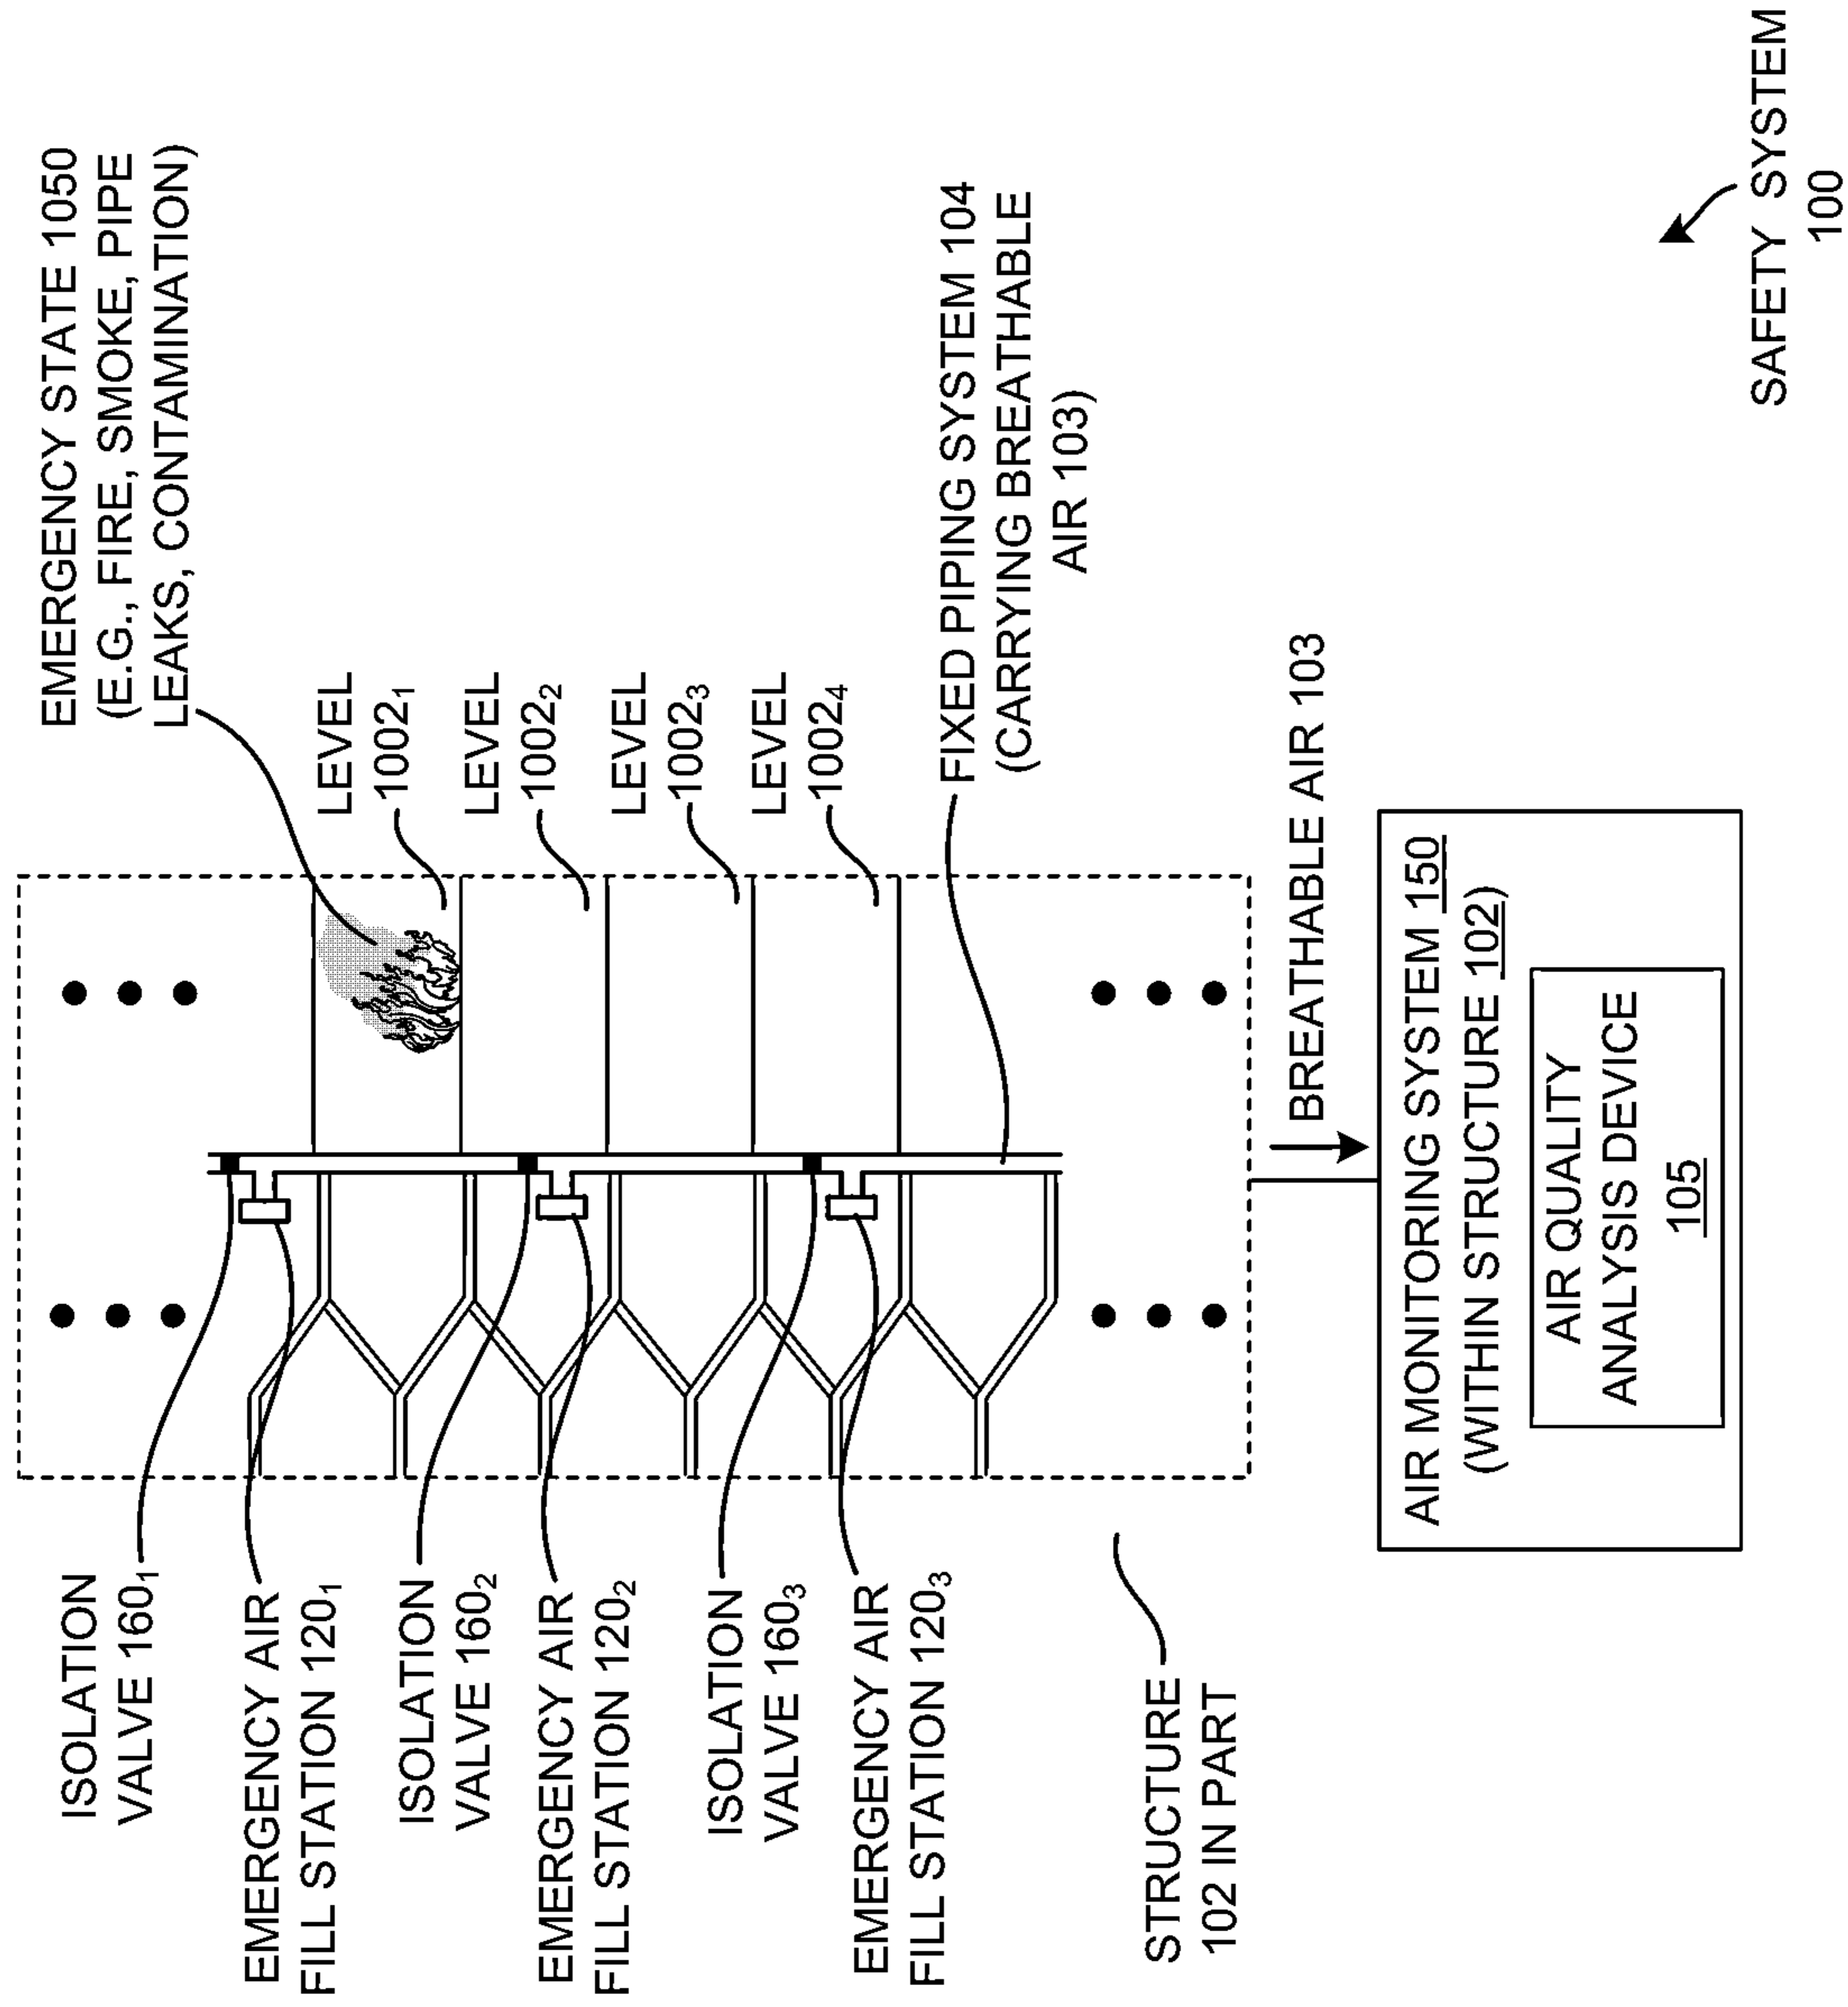 EMERGENCY STATE 1050
(E.G., FIRE, SMOKE, PIPE
LEAKS, CONTAMINATION)
ISOLATION
VALVE 160₁
EMERGENCY AIR
FILL STATION 120₁
ISOLATION
VALVE 160₂
EMERGENCY AIR
FILL STATION 120₂
ISOLATION
VALVE 160₃
EMERGENCY AIR
FILL STATION 120₃
STRUCTURE
102 IN PART
LEVEL
1002₁
LEVEL
1002₂
LEVEL
1002₃
LEVEL
1002₄
FIXED PIPING SYSTEM 104
(CARRYING BREATHABLE
AIR 103)
BREATHABLE AIR 103
AIR MONITORING SYSTEM 150
(WITHIN STRUCTURE 102)
AIR QUALITY
ANALYSIS DEVICE
105
SAFETY SYSTEM
100